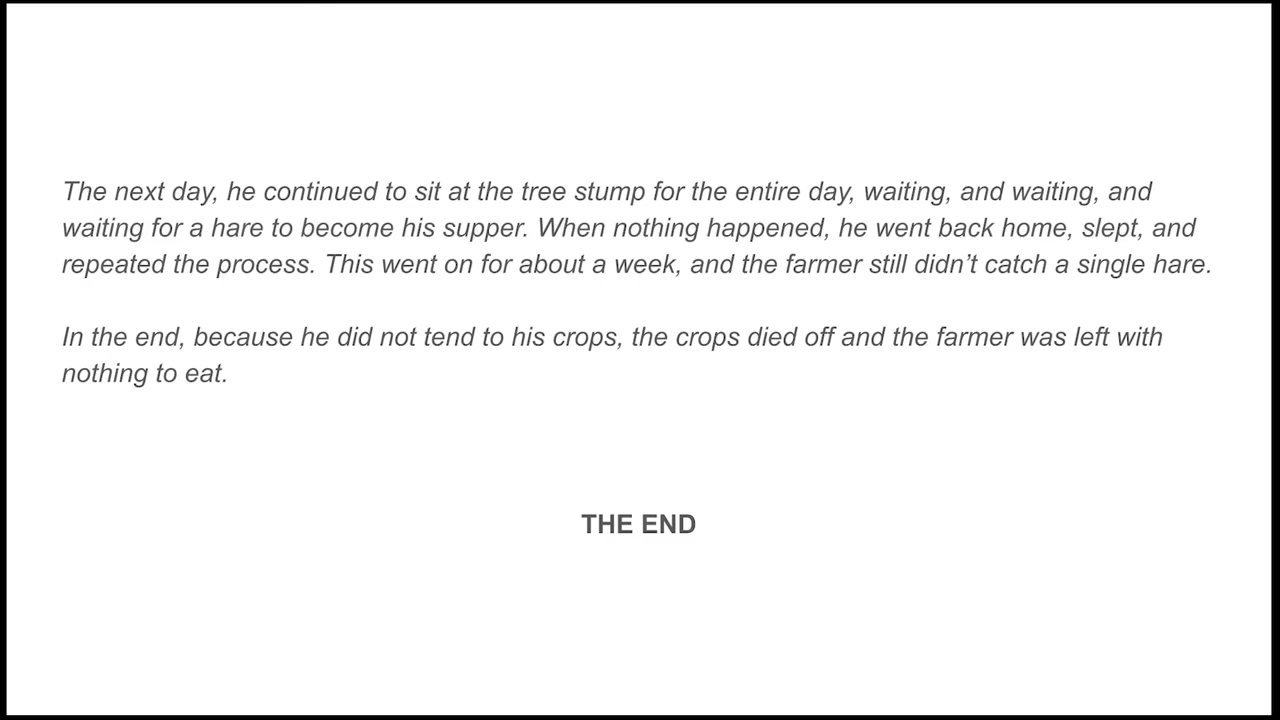 The next day, he continued to sit at the tree stump for the entire day, waiting, and waiting, and
waiting for a hare to become his supper. When nothing happened, he went back home, slept, and
repeated the process. This went on for about a week, and the farmer still didn’t catch a single hare.
In the end, because he did not tend to his crops, the crops died off and the farmer was left with
nothing to eat.
THE END